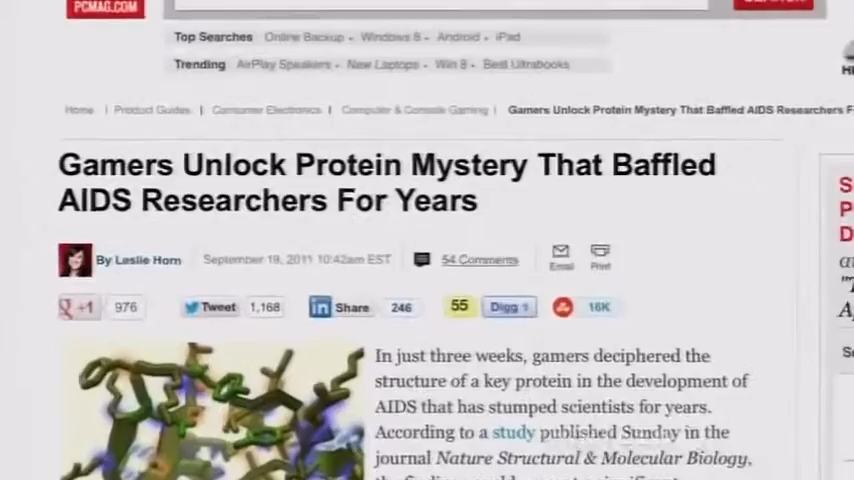 PCMAG.COM
Top Searches Online Backup Windows 8 Android iPad
Trending AirPlay Speakers New Laptops Win 8 Best Ultrabooks
Home | Product Guides | Consumer Electronics | Computer & Console Gaming | Gamers Unlock Protein Mystery That Baffled AIDS Researchers F
Gamers Unlock Protein Mystery That Baffled
AIDS Researchers For Years
By Leslie Horn September 19, 2011 10:42am EST 54 Comments Email Print
+1 976 Tweet 1,168 in Share 246 55 Digg 16K
In just three weeks, gamers deciphered the
structure of a key protein in the development of
AIDS that has stumped scientists for years.
According to a study published Sunday in the
journal Nature Structural & Molecular Biology,